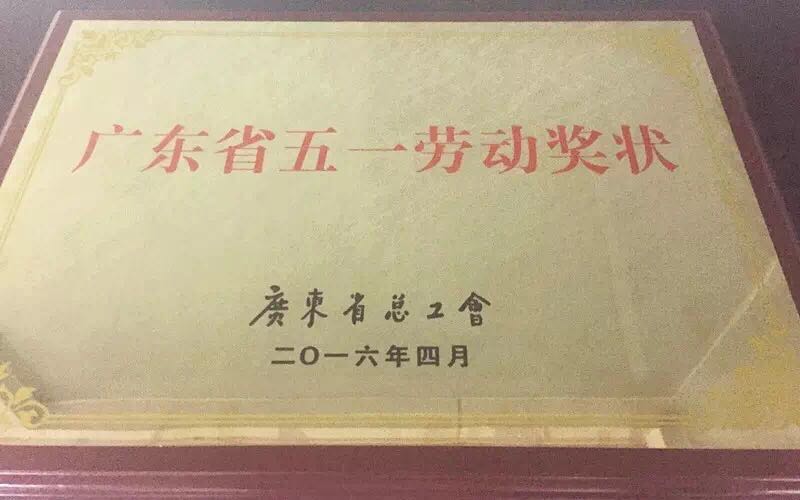 广东省五一劳动奖状
廣東省总工會
二〇一六年四月